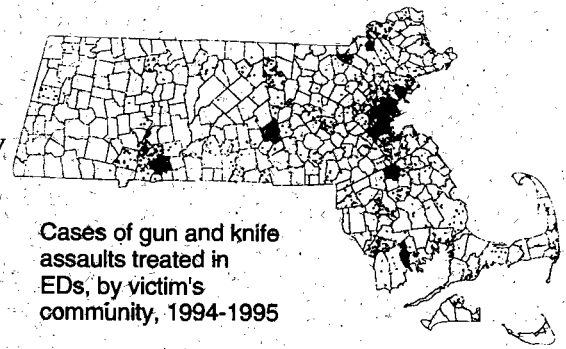 Cases of gun and knife
assaults treated in
EDs, by victim's
community, 1994-1995